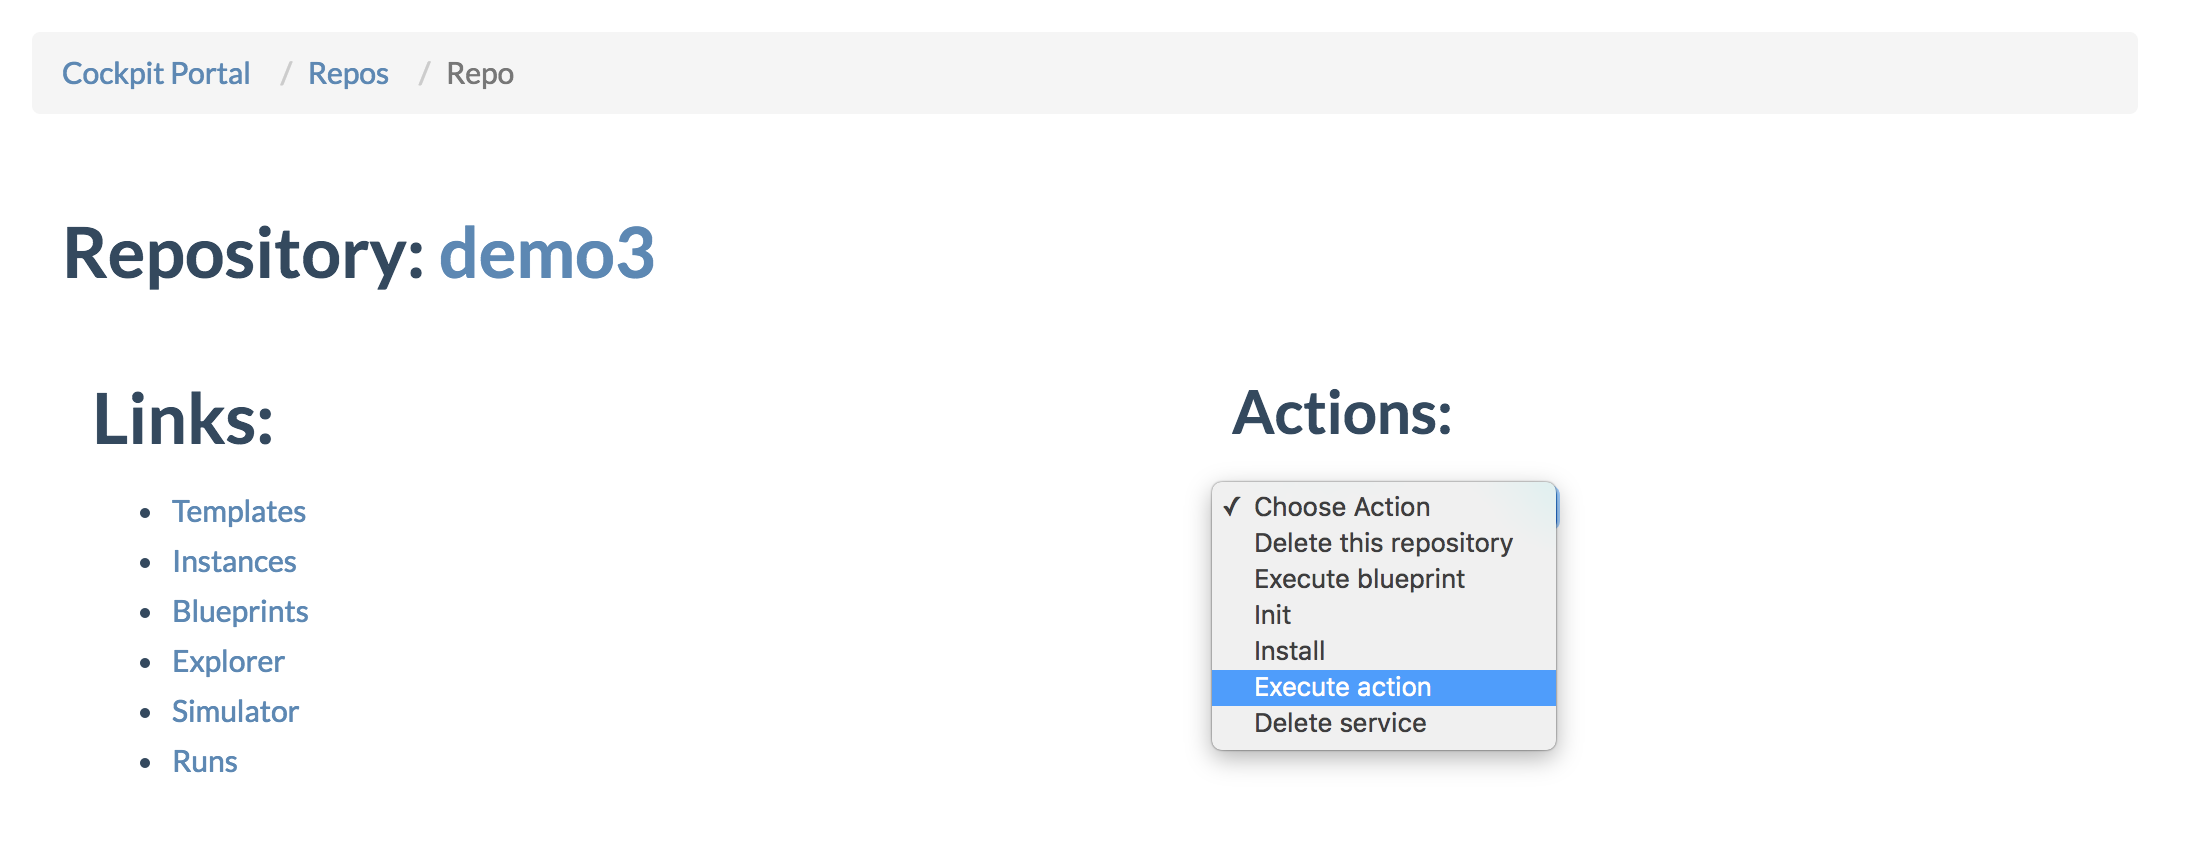 Cockpit Portal / Repos / Repo
Repository: demo3
Links:
• Templates
• Instances
• Blueprints
• Explorer
• Simulator
• Runs
Actions:
✓ Choose Action
Delete this repository
Execute blueprint
Init
Install
Execute action
Delete service